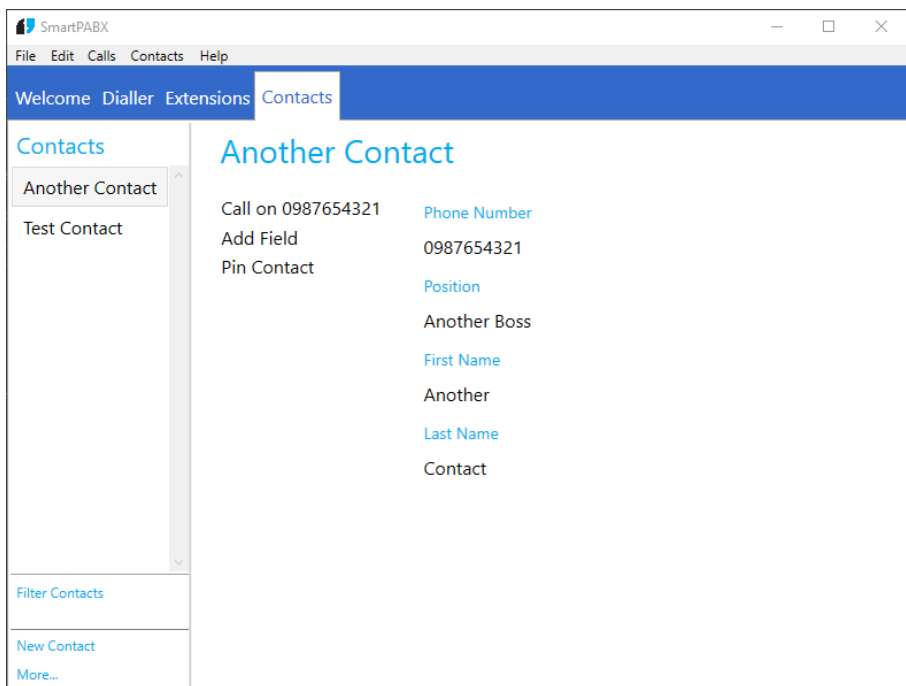 SmartPABX
File Edit Calls Contacts Help
Welcome Dialler Extensions Contacts
Contacts
Another Contact
Test Contact
Filter Contacts
New Contact
More...
Another Contact
Call on 0987654321
Add Field
Pin Contact
Phone Number
0987654321
Position
Another Boss
First Name
Another
Last Name
Contact